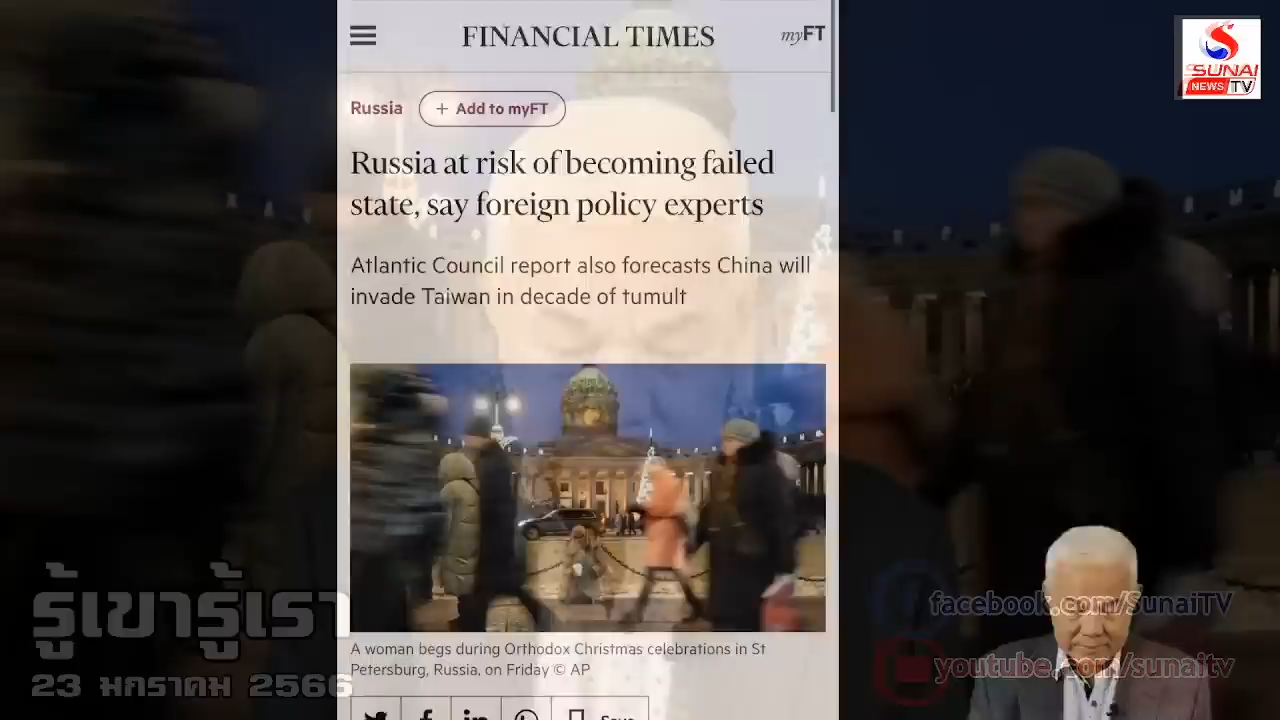 FINANCIAL TIMES
myFT
SUNAI
NEWS TV
Russia
+ Add to myFT
Russia at risk of becoming failed
state, say foreign policy experts
Atlantic Council report also forecasts China will
invade Taiwan in decade of tumult
A woman begs during Orthodox Christmas celebrations in St
Petersburg, Russia, on Friday © AP
Save
รู้เขารู้เรา
23 มกราคม 2566
facebook.com/SunaiTV
youtube.com/sunaitv